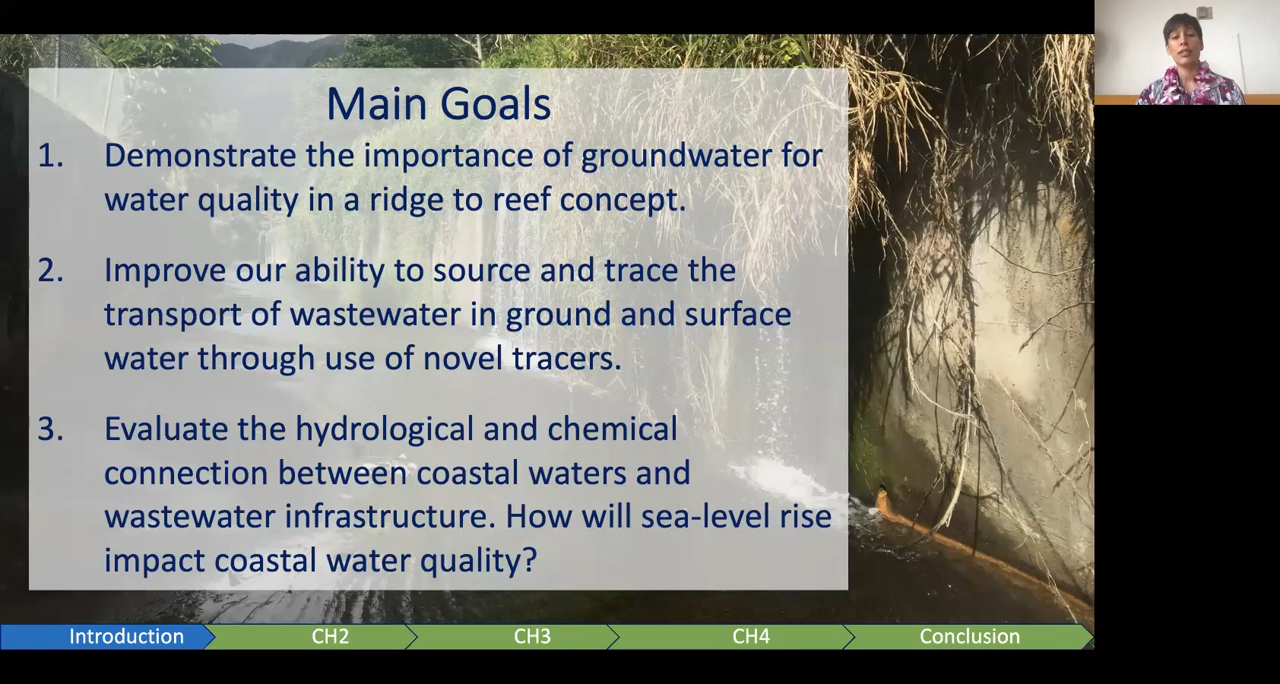 Main Goals
1. Demonstrate the importance of groundwater for
water quality in a ridge to reef concept.
2. Improve our ability to source and trace the
transport of wastewater in ground and surface
water through use of novel tracers.
3. Evaluate the hydrological and chemical
connection between coastal waters and
wastewater infrastructure. How will sea-level rise
impact coastal water quality?
Introduction CH2 CH3 CH4 Conclusion